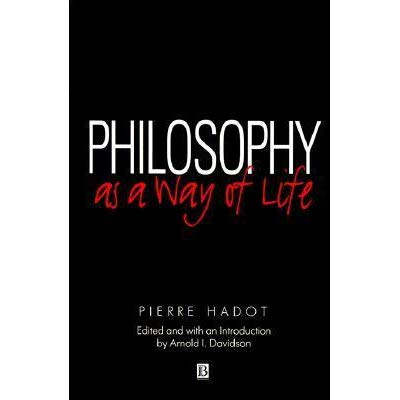 PHILOSOPHY
as a Way of Life
PIERRE HADOT
Edited and with an Introduction
by Arnold I. Davidson
B